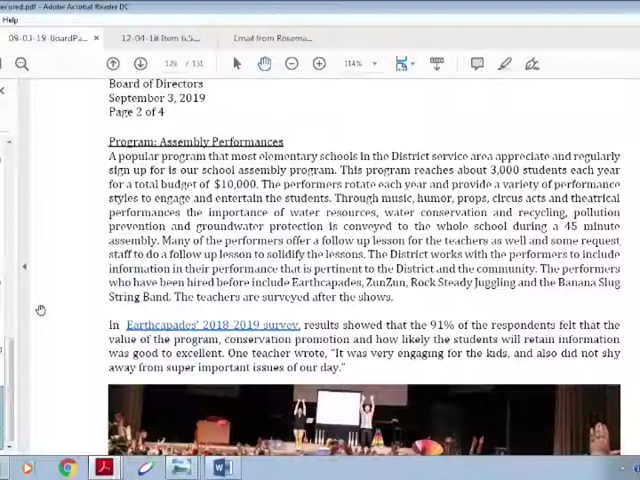 ecured.pdf - Adobe Acrobat Reader DC
Help
09-03-19-BoardPa... × 12-04-18 Item 6.5... Email from Rosema...
128 / 131 114%
Board of Directors
September 3, 2019
Page 2 of 4
Program: Assembly Performances
A popular program that most elementary schools in the District service area appreciate and regularly
sign up for is our school assembly program. This program reaches about 3,000 students each year
for a total budget of $10,000. The performers rotate each year and provide a variety of performance
styles to engage and entertain the students. Through music, humor, props, circus acts and theatrical
performances the importance of water resources, water conservation and recycling, pollution
prevention and groundwater protection is conveyed to the whole school during a 45 minute
assembly. Many of the performers offer a follow up lesson for the teachers as well and some request
staff to do a follow up lesson to solidify the lessons. The District works with the performers to include
information in their performance that is pertinent to the District and the community. The performers
who have been hired before include Earthcapades, ZunZun, Rock Steady Juggling and the Banana Slug
String Band. The teachers are surveyed after the shows.
In Earthcapades' 2018-2019 survey, results showed that the 91% of the respondents felt that the
value of the program, conservation promotion and how likely the students will retain information
was good to excellent. One teacher wrote, "It was very engaging for the kids, and also did not shy
away from super important issues of our day."